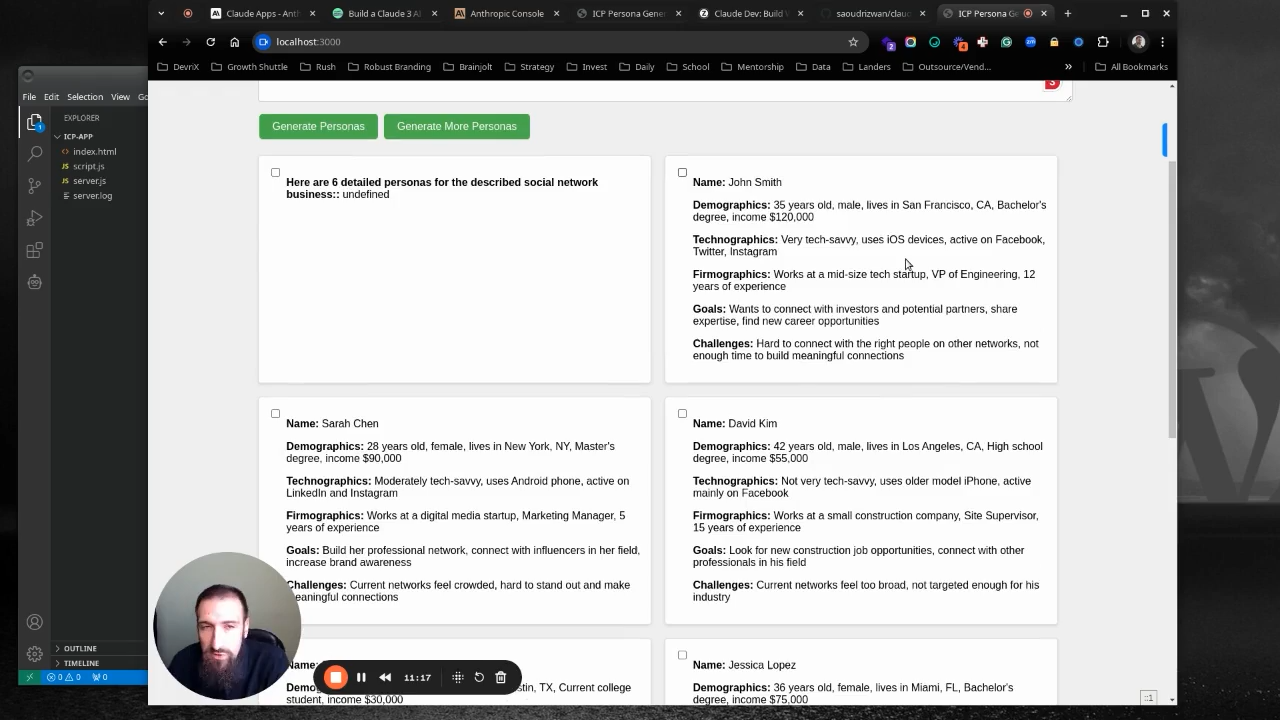 Claude Apps - Anth
Build a Claude 3 A
Anthropic Console
ICP Persona Gene
Claude Dev: Build V
saoudrizwan/clauc
ICP Persona Ge
localhost:3000
2
4
DevriX
Growth Shuttle
Rush
Robust Branding
Brainjolt
Strategy
Invest
Daily
School
Mentorship
Data
Landers
Outsource/Vend...
»
All Bookmarks
File Edit Selection View Go
EXPLORER
ICP-APP
index.html
JS script.js
JS server.js
server.log
1
OUTLINE
TIMELINE
0 0 0
3
Generate Personas
Generate More Personas
Here are 6 detailed personas for the described social network
business:: undefined
Name: John Smith
Demographics: 35 years old, male, lives in San Francisco, CA, Bachelor's
degree, income $120,000
Technographics: Very tech-savvy, uses iOS devices, active on Facebook,
Twitter, Instagram
Firmographics: Works at a mid-size tech startup, VP of Engineering, 12
years of experience
Goals: Wants to connect with investors and potential partners, share
expertise, find new career opportunities
Challenges: Hard to connect with the right people on other networks, not
enough time to build meaningful connections
Name: Sarah Chen
Demographics: 28 years old, female, lives in New York, NY, Master's
degree, income $90,000
Technographics: Moderately tech-savvy, uses Android phone, active on
LinkedIn and Instagram
Firmographics: Works at a digital media startup, Marketing Manager, 5
years of experience
Goals: Build her professional network, connect with influencers in her field,
increase brand awareness
Challenges: Current networks feel crowded, hard to stand out and make
meaningful connections
Name: David Kim
Demographics: 42 years old, male, lives in Los Angeles, CA, High school
degree, income $55,000
Technographics: Not very tech-savvy, uses older model iPhone, active
mainly on Facebook
Firmographics: Works at a small construction company, Site Supervisor,
15 years of experience
Goals: Look for new construction job opportunities, connect with other
professionals in his field
Challenges: Current networks feel too broad, not targeted enough for his
industry
Name:
stin, TX, Current college
student, income $30,000
Name: Jessica Lopez
Demographics: 36 years old, female, lives in Miami, FL, Bachelor's
degree, income $75,000
11:17
::1